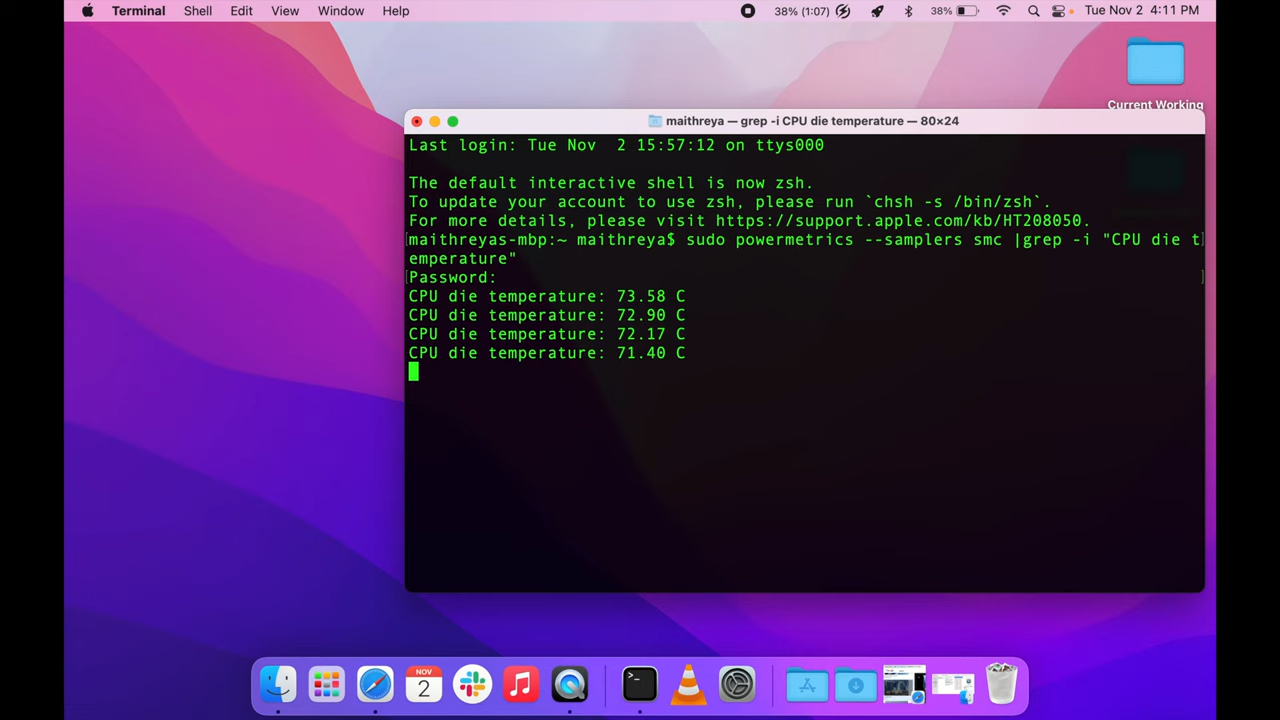 Terminal Shell Edit View Window Help 38% (1:07) 38% Tue Nov 2 4:11 PM
Current Working
maithreya — grep -i CPU die temperature — 80×24
Last login: Tue Nov  2 15:57:12 on ttys000
The default interactive shell is now zsh.
To update your account to use zsh, please run `chsh -s /bin/zsh`.
For more details, please visit https://support.apple.com/kb/HT208050.
[maithreyas-mbp:~ maithreya$ sudo powermetrics --samplers smc |grep -i "CPU die t]
emperature"
[Password: ]
CPU die temperature: 73.58 C
CPU die temperature: 72.90 C
CPU die temperature: 72.17 C
CPU die temperature: 71.40 C
NOV
2
>_